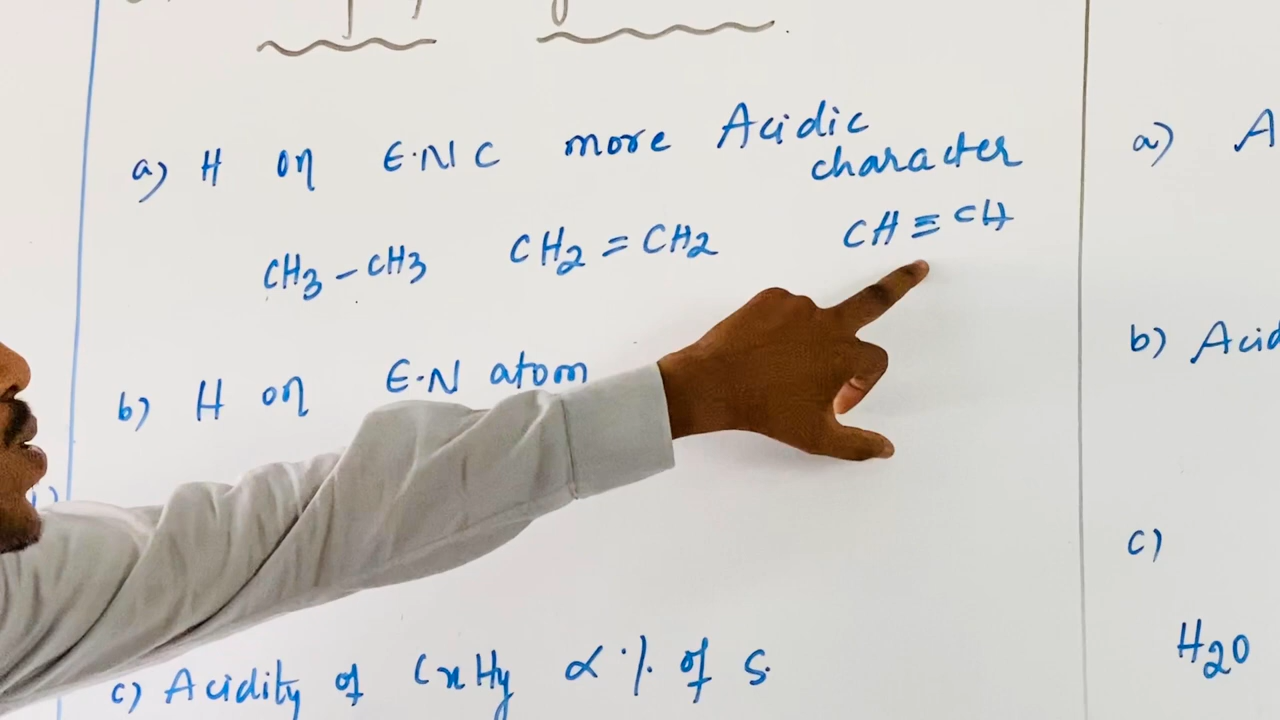 a) H on E.N C more Acidic
character
CH3 - CH3 CH2 = CH2 CH ≡ CH
b) H on E.N atom
c) Acidity of CxHy ∝ % of S.
a) A
b) Acid
c)
H2O